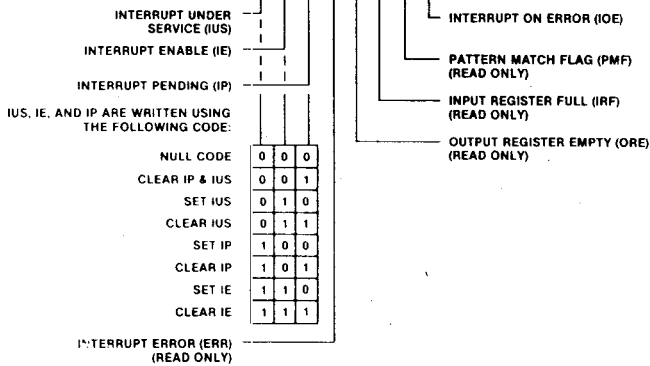 INTERRUPT UNDER
SERVICE (IUS)
INTERRUPT ENABLE (IE)
INTERRUPT PENDING (IP)
IUS, IE, AND IP ARE WRITTEN USING
THE FOLLOWING CODE:
NULL CODE 0 0 0
CLEAR IP & IUS 0 0 1
SET IUS 0 1 0
CLEAR IUS 0 1 1
SET IP 1 0 0
CLEAR IP 1 0 1
SET IE 1 1 0
CLEAR IE 1 1 1
INTERRUPT ERROR (ERR)
(READ ONLY)
INTERRUPT ON ERROR (IOE)
PATTERN MATCH FLAG (PMF)
(READ ONLY)
INPUT REGISTER FULL (IRF)
(READ ONLY)
OUTPUT REGISTER EMPTY (ORE)
(READ ONLY)